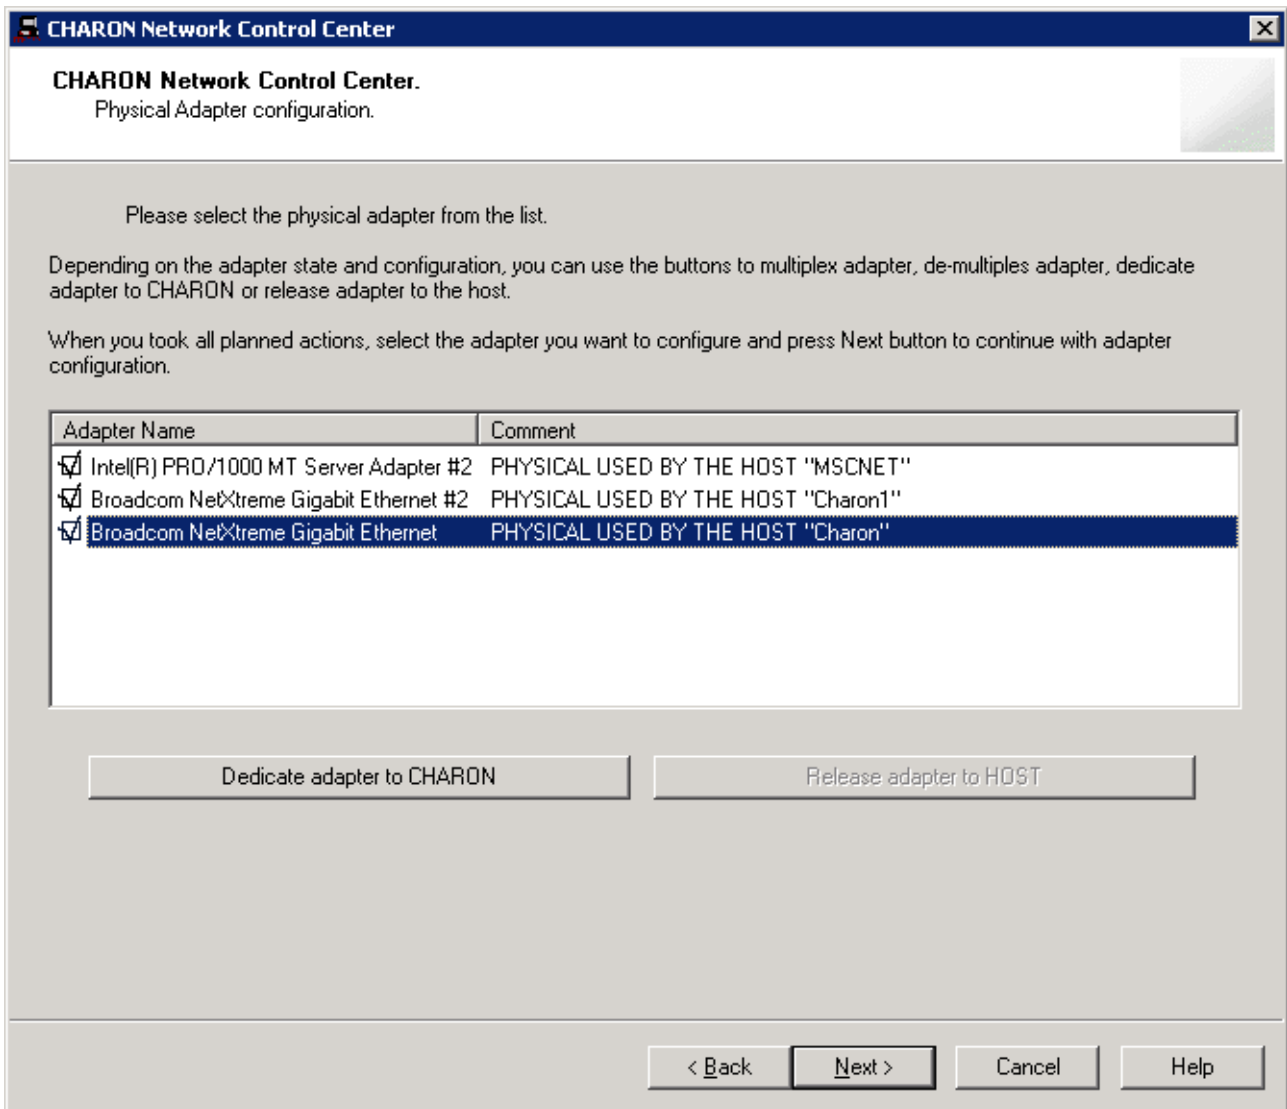 CHARON Network Control Center
CHARON Network Control Center.
Physical Adapter configuration.
Please select the physical adapter from the list.
Depending on the adapter state and configuration, you can use the buttons to multiplex adapter, de-multiples adapter, dedicate
adapter to CHARON or release adapter to the host.
When you took all planned actions, select the adapter you want to configure and press Next button to continue with adapter
configuration.
Adapter Name Comment
Intel(R) PRO/1000 MT Server Adapter #2 PHYSICAL USED BY THE HOST "MSCNET"
Broadcom NetXtreme Gigabit Ethernet #2 PHYSICAL USED BY THE HOST "Charon1"
Broadcom NetXtreme Gigabit Ethernet PHYSICAL USED BY THE HOST "Charon"
Dedicate adapter to CHARON Release adapter to HOST
< Back Next > Cancel Help